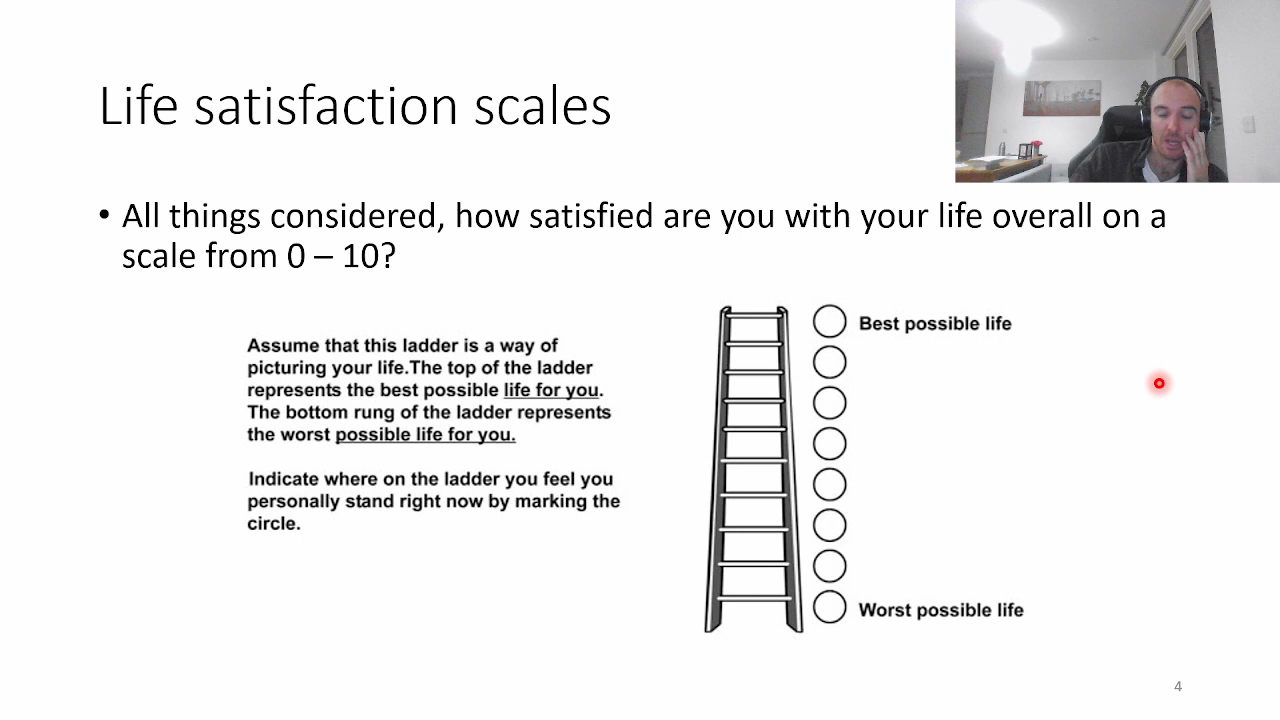 Life satisfaction scales
• All things considered, how satisfied are you with your life overall on a
scale from 0 – 10?
Assume that this ladder is a way of
picturing your life.The top of the ladder
represents the best possible life for you.
The bottom rung of the ladder represents
the worst possible life for you.
Indicate where on the ladder you feel you
personally stand right now by marking the
circle.
Best possible life
Worst possible life
4